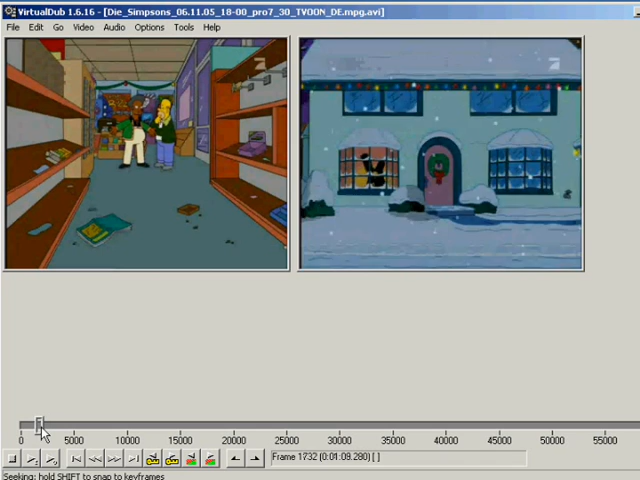 VirtualDub 1.6.16 - [Die_Simpsons_06.11.05_18-00_pro7_30_TVOON_DE.mpg.avi]
File Edit Go Video Audio Options Tools Help
0 5000 10000 15000 20000 25000 30000 35000 40000 45000 50000 55000
Frame 1732 (0:01:09.280) [ ]
Seeking: hold SHIFT to snap to keyframes